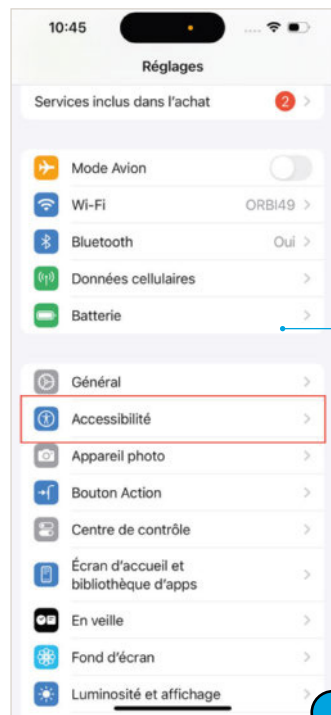 10:45
Réglages
Services inclus dans l'achat 2
Mode Avion
Wi-Fi ORBI49
Bluetooth Oui
Données cellulaires
Batterie
Général
Accessibilité
Appareil photo
Bouton Action
Centre de contrôle
Écran d'accueil et
bibliothèque d'apps
En veille
Fond d'écran
Luminosité et affichage